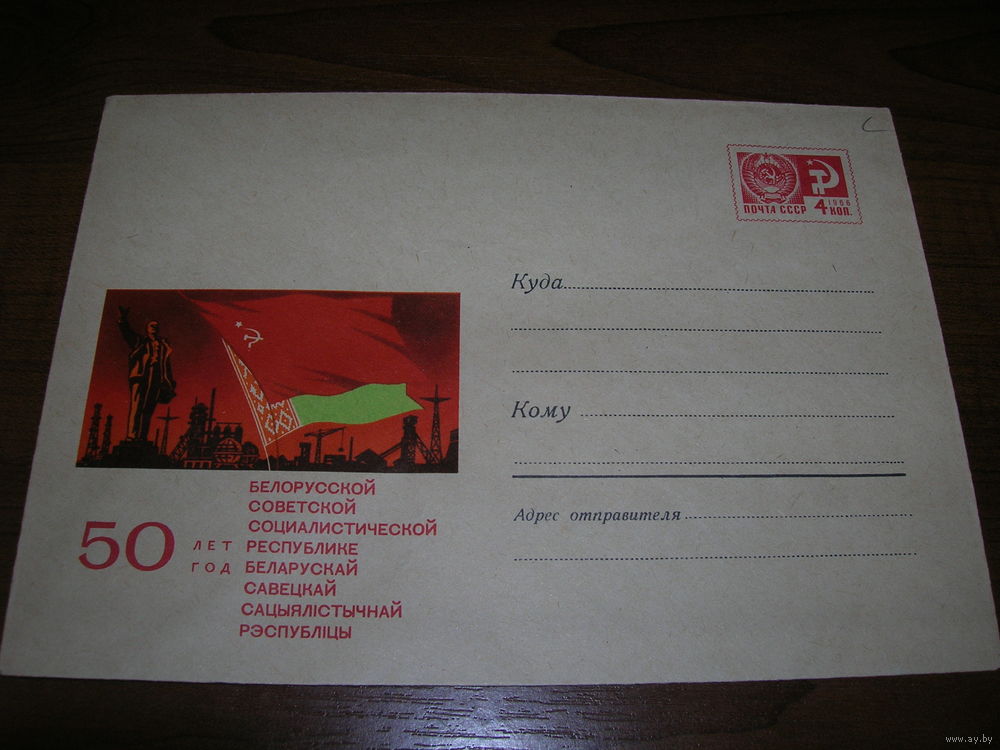 ПОЧТА СССР
4 1966
КОП.
Куда
Кому
Адрес отправителя
50 ЛЕТ
ГОД
БЕЛОРУССКОЙ
СОВЕТСКОЙ
СОЦИАЛИСТИЧЕСКОЙ
РЕСПУБЛИКЕ
БЕЛАРУСКАЙ
САВЕЦКАЙ
САЦЫЯЛІСТЫЧНАЙ
РЭСПУБЛІЦЫ
www.ay.by